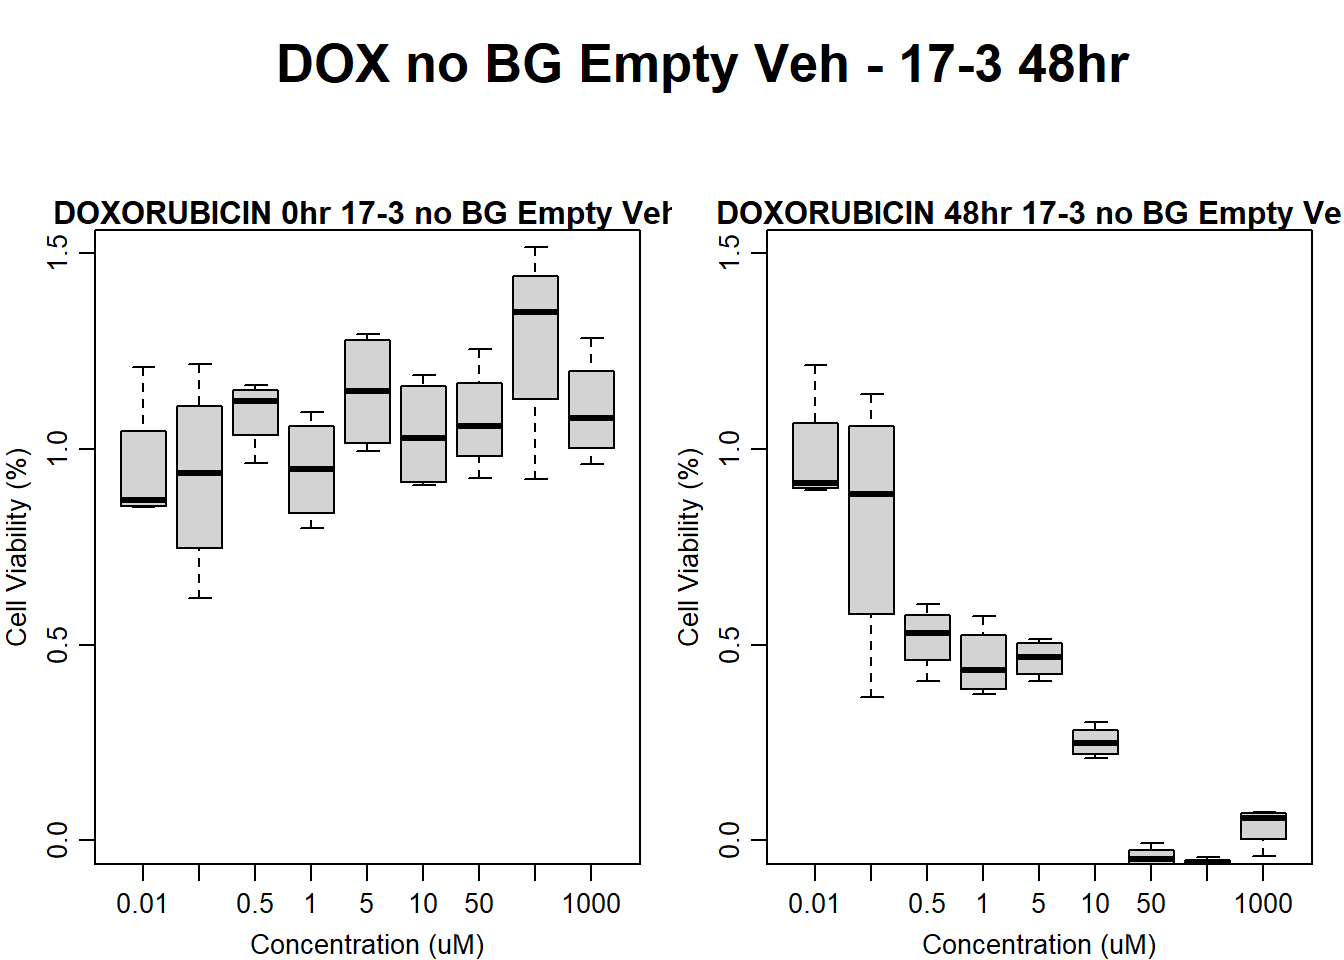 DOX no BG Empty Veh - 17-3 48hr
DOXORUBICIN 0hr 17-3 no BG Empty Veh
1.5
1.0
0.5
0.0
Cell Viability (%)
0.01 0.5 1 5 10 50 1000
Concentration (uM)
DOXORUBICIN 48hr 17-3 no BG Empty Ve
1.5
1.0
0.5
0.0
Cell Viability (%)
0.01 0.5 1 5 10 50 1000
Concentration (uM)